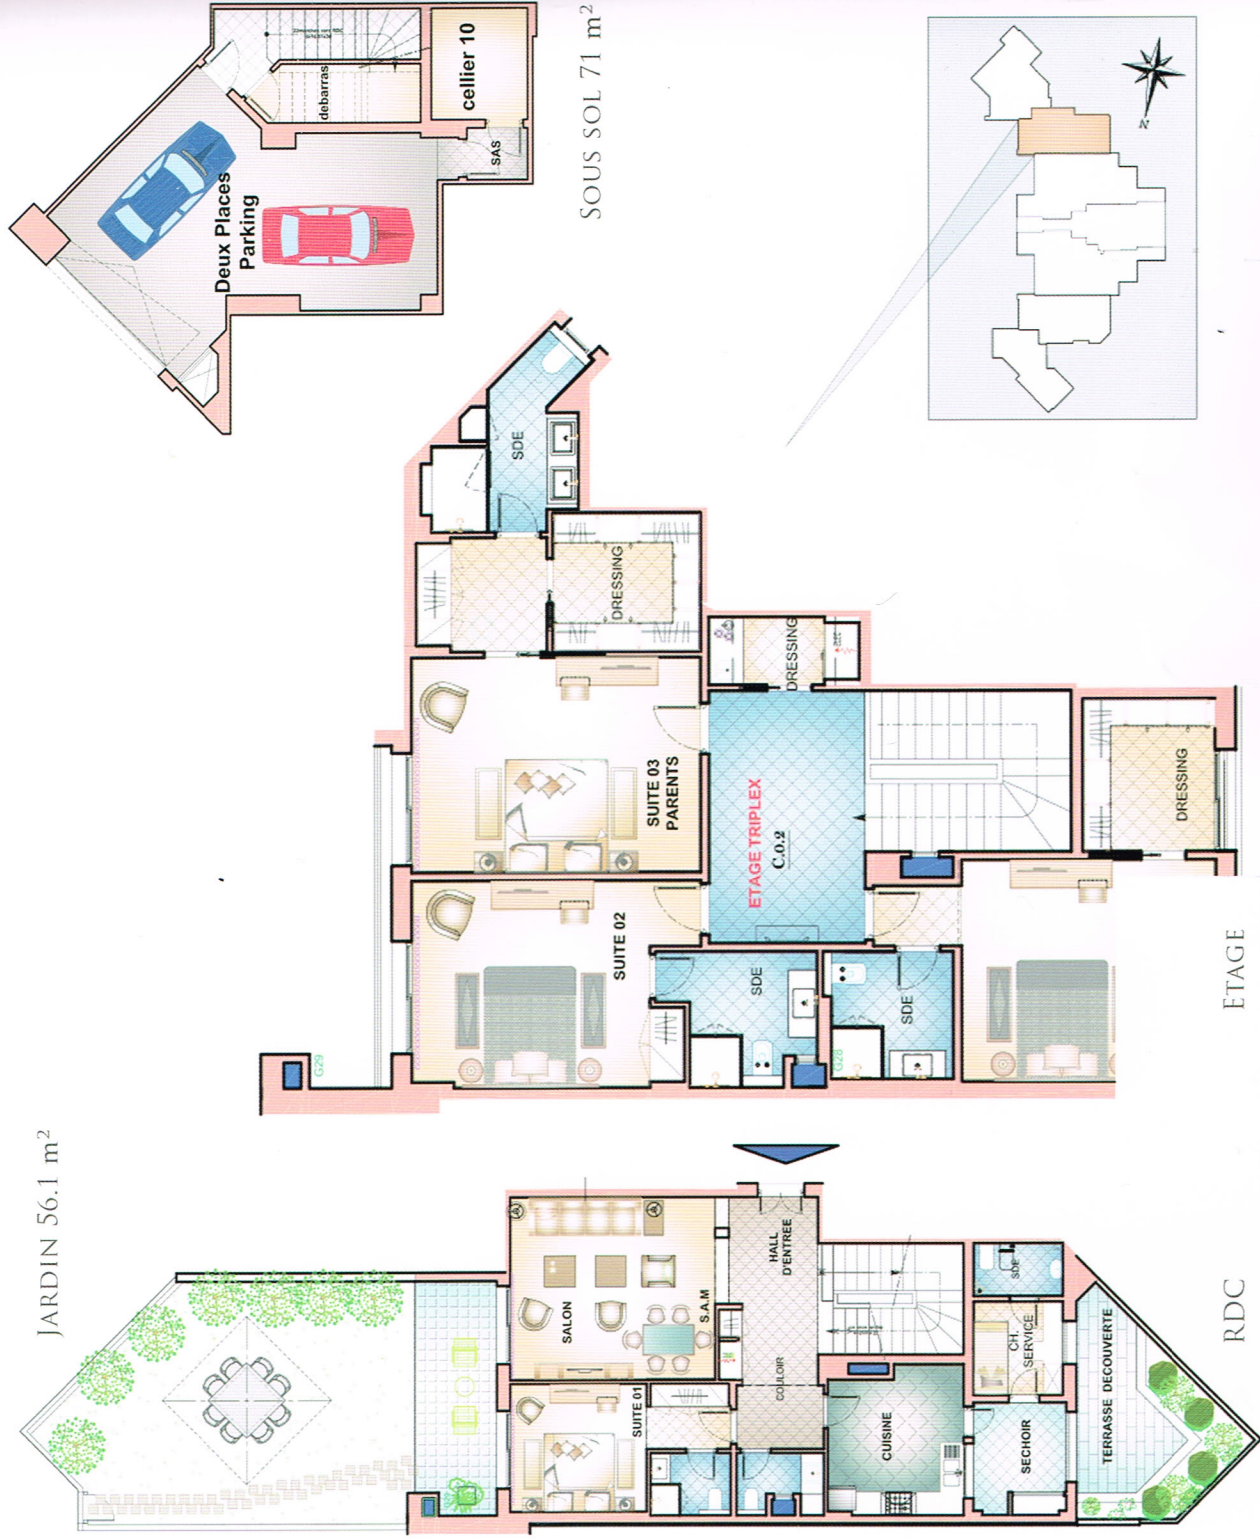 SOUS SOL 71 m²
cellier 10
SAS
debarras
Deux Places
Parking
N
SDE
DRESSING
DRESSING
DRESSING
SUITE 03
PARENTS
ETAGE TRIPLEX
C.0.2
SUITE 02
SDE
SDE
G29
G28
ETAGE
JARDIN 56.1 m²
SALON
S.A.M
HALL
D'ENTREE
COULOIR
SUITE 01
CUISINE
SDE
CH.
SERVICE
SECHOIR
TERRASSE DECOUVERTE
RDC